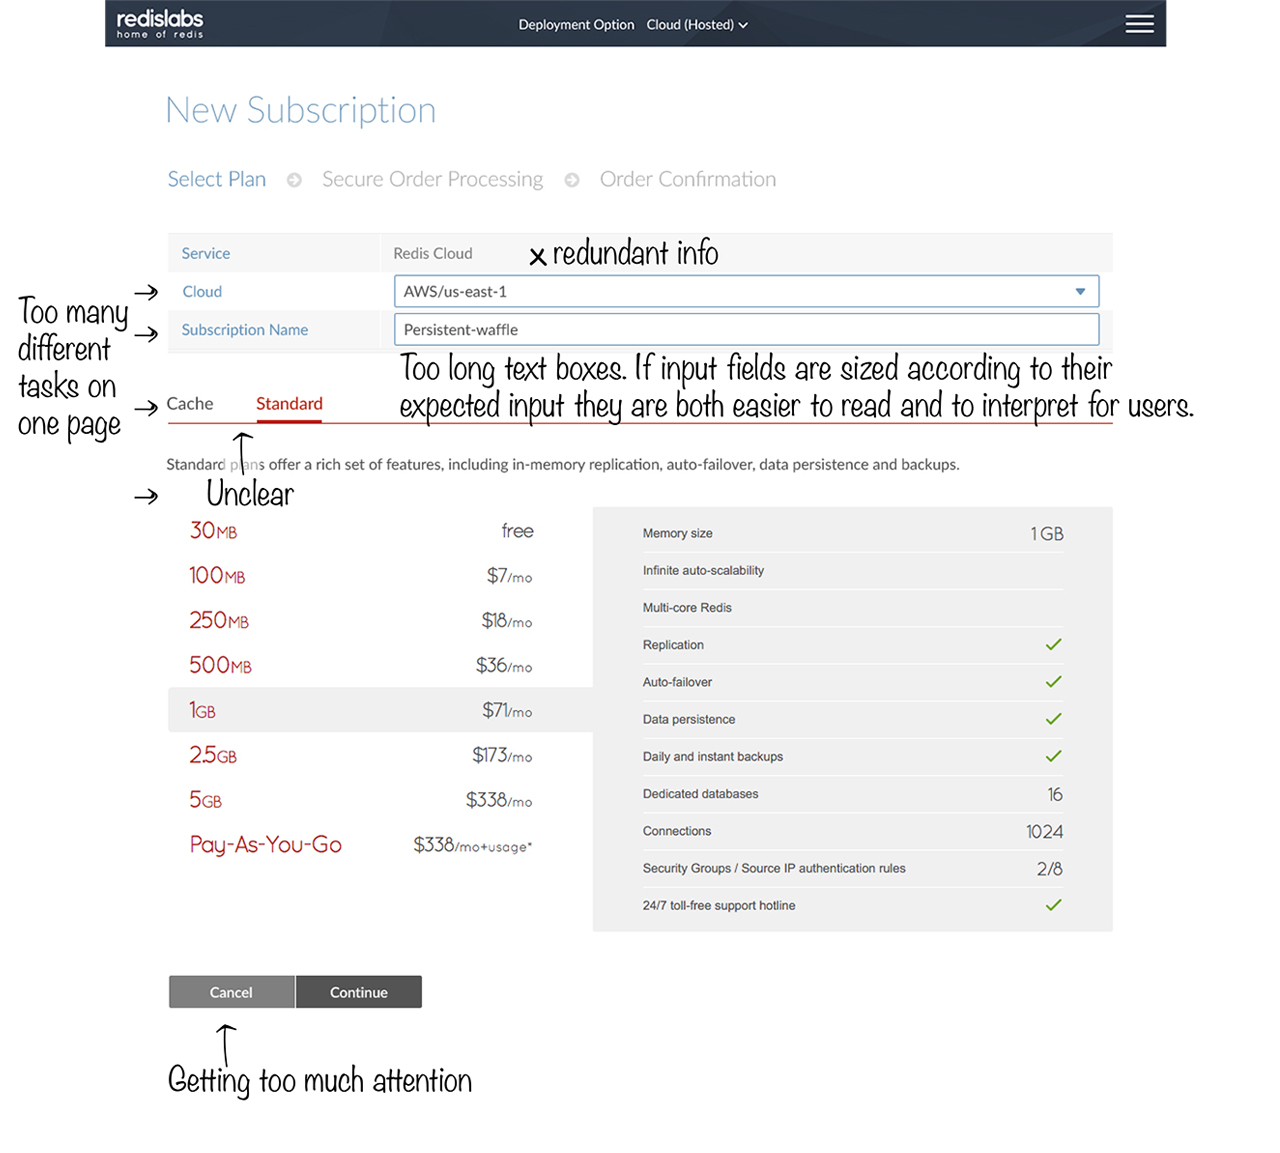 redislabs
home of redis
Deployment Option Cloud (Hosted)
New Subscription
Select Plan Secure Order Processing Order Confirmation
Service Redis Cloud x redundant info
Cloud AWS/us-east-1
Subscription Name Persistent-waffle
Too many
different
tasks on
one page
Too long text boxes. If input fields are sized according to their
expected input they are both easier to read and to interpret for users.
Cache Standard
Standard plans offer a rich set of features, including in-memory replication, auto-failover, data persistence and backups.
Unclear
30MB free
100MB $7/mo
250MB $18/mo
500MB $36/mo
1GB $71/mo
2.5GB $173/mo
5GB $338/mo
Pay-As-You-Go $338/mo+usage*
Memory size 1 GB
Infinite auto-scalability
Multi-core Redis
Replication
Auto-failover
Data persistence
Daily and instant backups
Dedicated databases 16
Connections 1024
Security Groups / Source IP authentication rules 2/8
24/7 toll-free support hotline
Cancel Continue
Getting too much attention